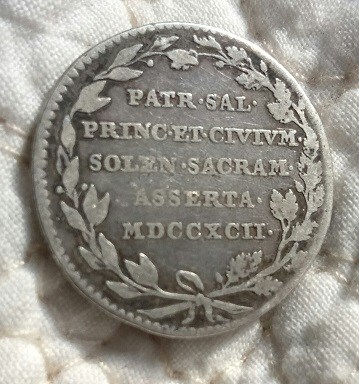 PATR·SAL·
PRINC·ET·CIVIVM·
SOLEN·SACRAM·
ASSERTA·
MDCCXCII·